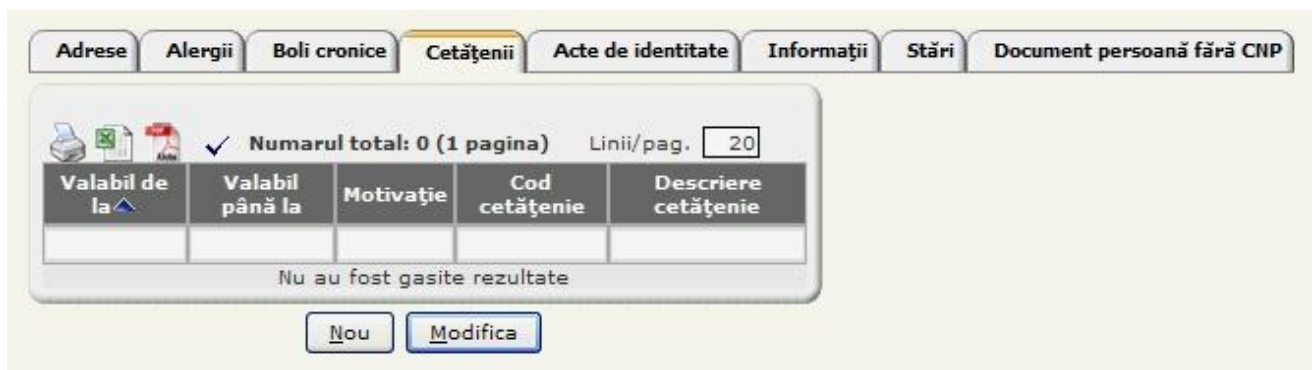 Adrese Alergii Boli cronice Cetăţenii Acte de identitate Informaţii Stări Document persoană fără CNP
Numarul total: 0 (1 pagina) Linii/pag. 20
Valabil de la Valabil până la Motivaţie Cod cetăţenie Descriere cetăţenie
Nu au fost gasite rezultate
Nou Modifica